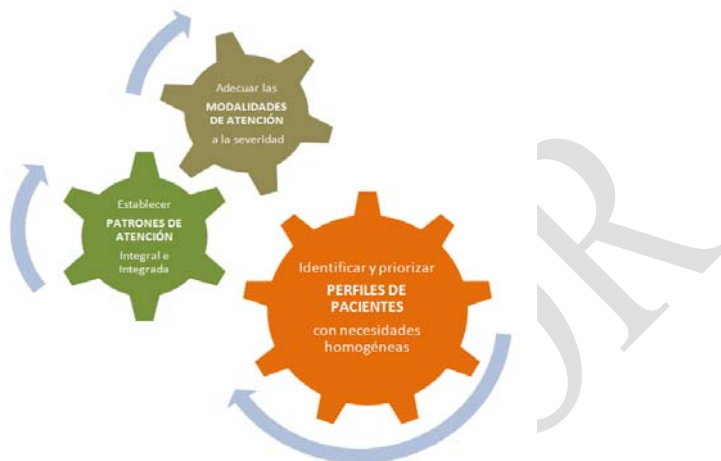 Adecuar las
MODALIDADES
DE ATENCIÓN
a la severidad
Establecer
PATRONES DE
ATENCIÓN
Integral e
Integrada
Identificar y priorizar
PERFILES DE
PACIENTES
con necesidades
homogéneas
OR